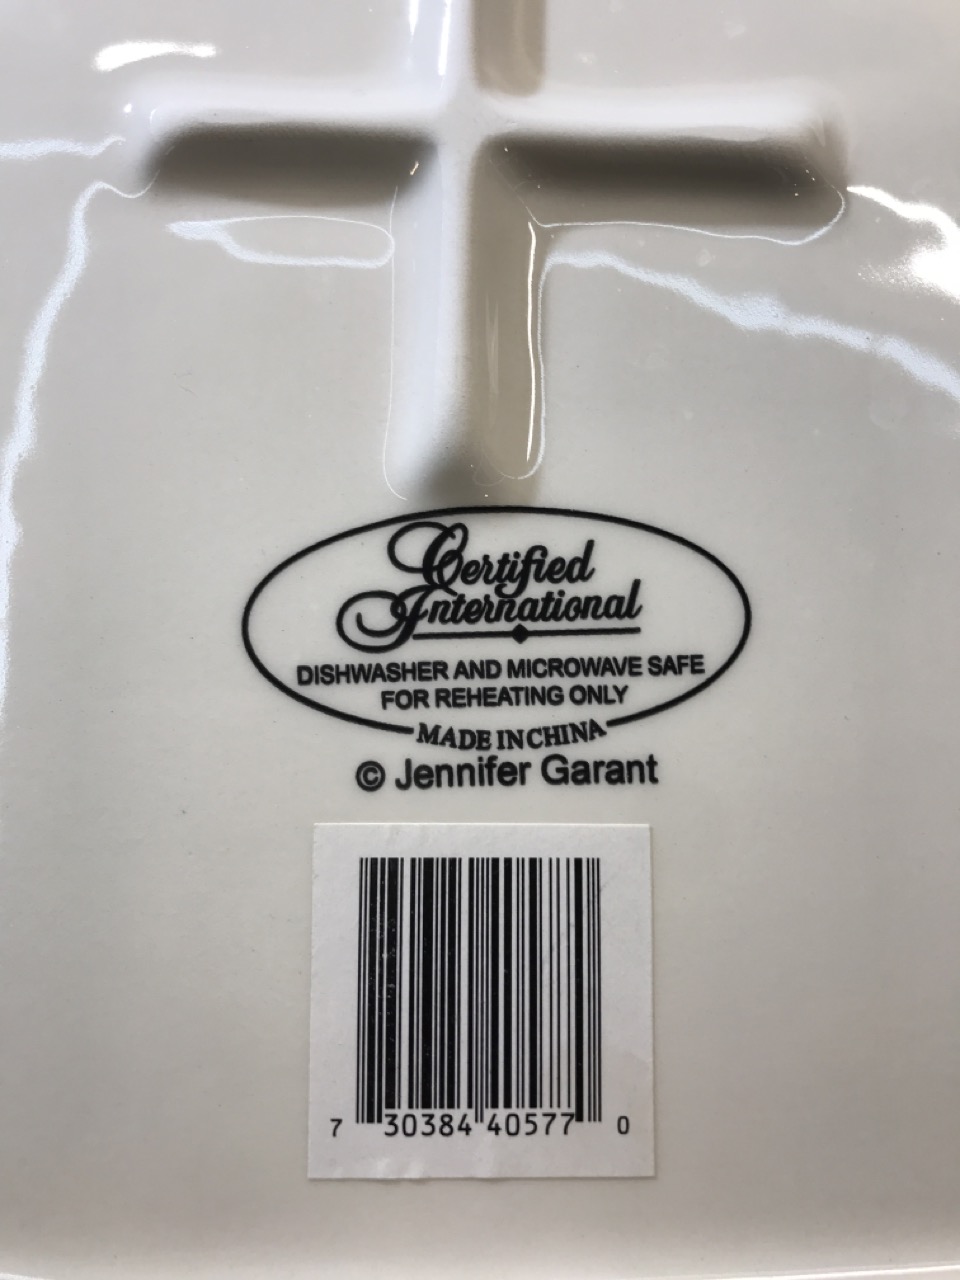 Certified
International
DISHWASHER AND MICROWAVE SAFE
FOR REHEATING ONLY
MADE IN CHINA
© Jennifer Garant
7 30384 40577 0